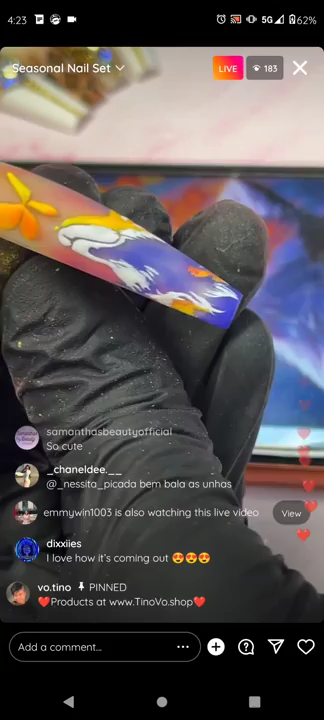 4:23
5G 62%
Seasonal Nail Set
LIVE 183
samanthasbeautyofficial
So cute
_chaneldee.__
@_nessita_picada bem bala as unhas
emmywin1003 is also watching this live video
View
dixxiies
I love how it's coming out 😍😍😍
vo.tino PINNED
❤️Products at www.TinoVo.shop❤️
Add a comment...